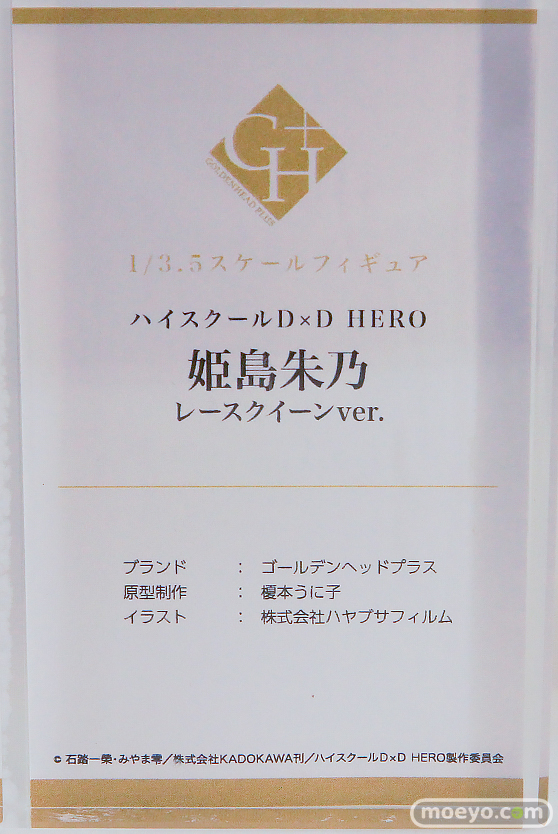 G+H
GOLDENHEAD PLUS
1/3.5スケールフィギュア
ハイスクールD×D HERO
姫島朱乃
レースクイーンver.
ブランド : ゴールデンヘッドプラス
原型制作 : 榎本うに子
イラスト : 株式会社ハヤブサフィルム
© 石踏一榮・みやま零／株式会社KADOKAWA刊／ハイスクールD×D HERO製作委員会
moeyo.com